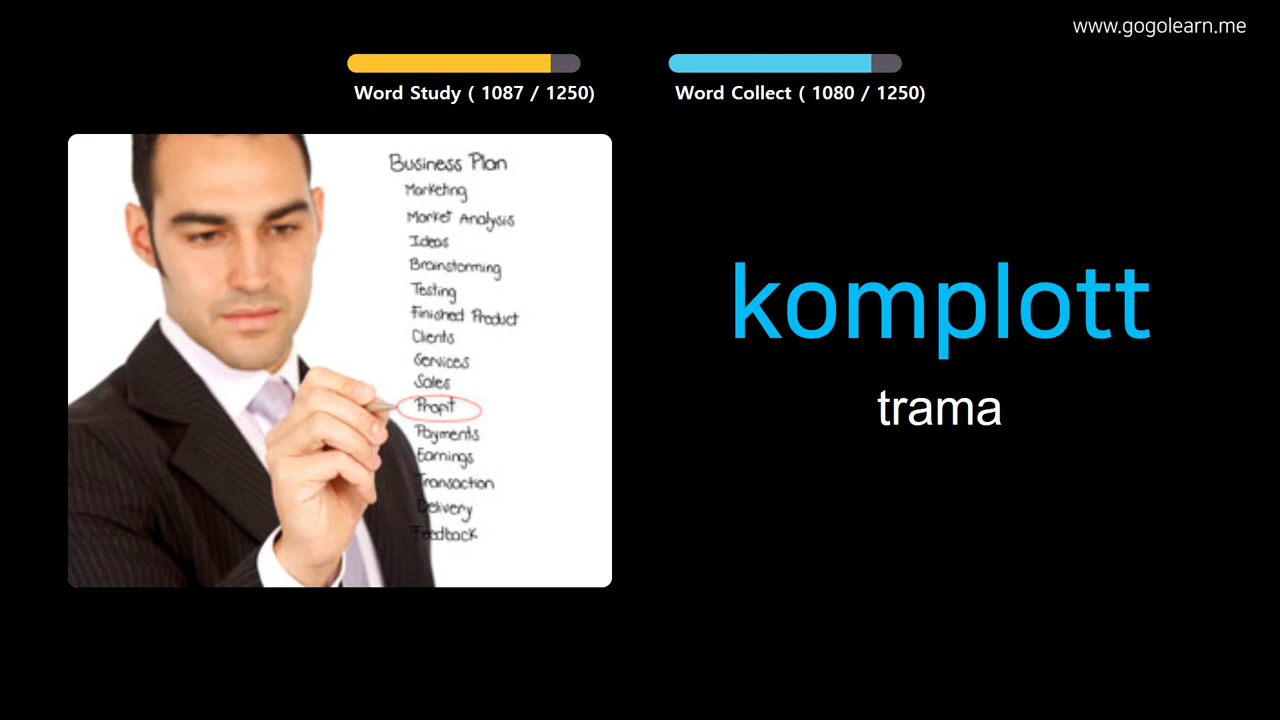 www.gogolearn.me
Word Study ( 1087 / 1250)
Word Collect ( 1080 / 1250)
Business Plan
Marketing
Market Analysis
Ideas
Brainstorming
Testing
Finished Product
Clients
Services
Sales
Profit
Payments
Earnings
Transaction
Delivery
Feedback
komplott
trama